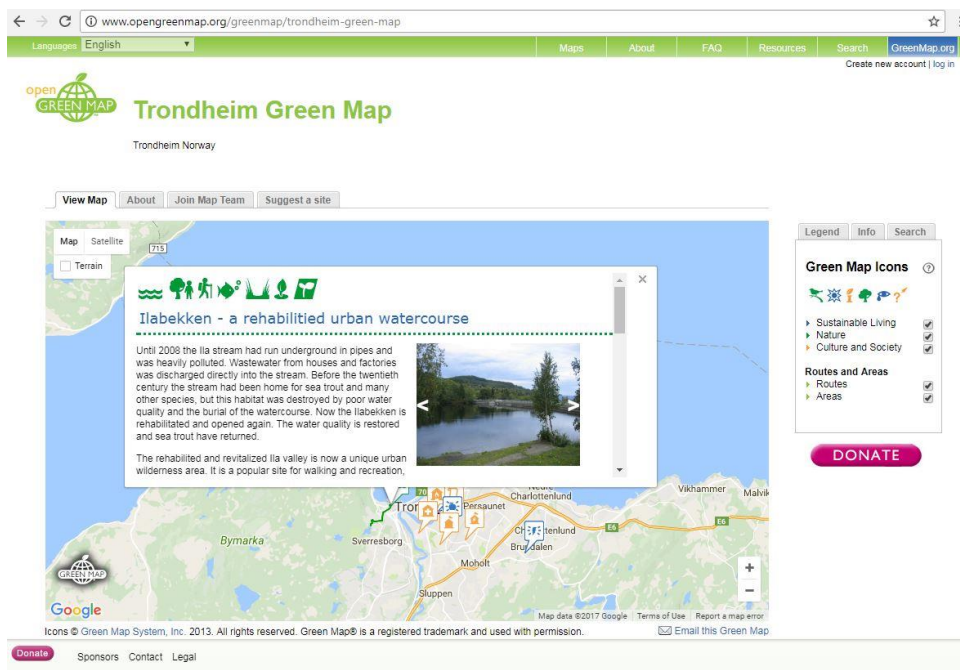 www.opengreenmap.org/greenmap/trondheim-green-map
Languages English
Maps About FAQ Resources Search GreenMap.org
Create new account | log in
open
GREEN MAP
Trondheim Green Map
Trondheim Norway
View Map About Join Map Team Suggest a site
Legend Info Search
Map Satellite
Terrain
715
Green Map Icons ?
Sustainable Living
Nature
Culture and Society
Routes and Areas
Routes
Areas
DONATE
Ilabekken - a rehabilitied urban watercourse
Until 2008 the Ila stream had run underground in pipes and
was heavily polluted. Wastewater from houses and factories
was discharged directly into the stream. Before the twentieth
century the stream had been home for sea trout and many
other species, but this habitat was destroyed by poor water
quality and the burial of the watercourse. Now the Ilabekken is
rehabilitated and opened again. The water quality is restored
and sea trout have returned.
The rehabilited and revitalized Ila valley is now a unique urban
wilderness area. It is a popular site for walking and recreation,
Charlottenlund
Vikhammer
Malvik
70
Persaunet
E6
E6
Bymarka
Sverresborg
Moholt
Sluppen
GREEN MAP
Google
Map data ©2017 Google Terms of Use Report a map error
Icons © Green Map System, Inc. 2013. All rights reserved. Green Map® is a registered trademark and used with permission.
Email this Green Map
Donate Sponsors Contact Legal